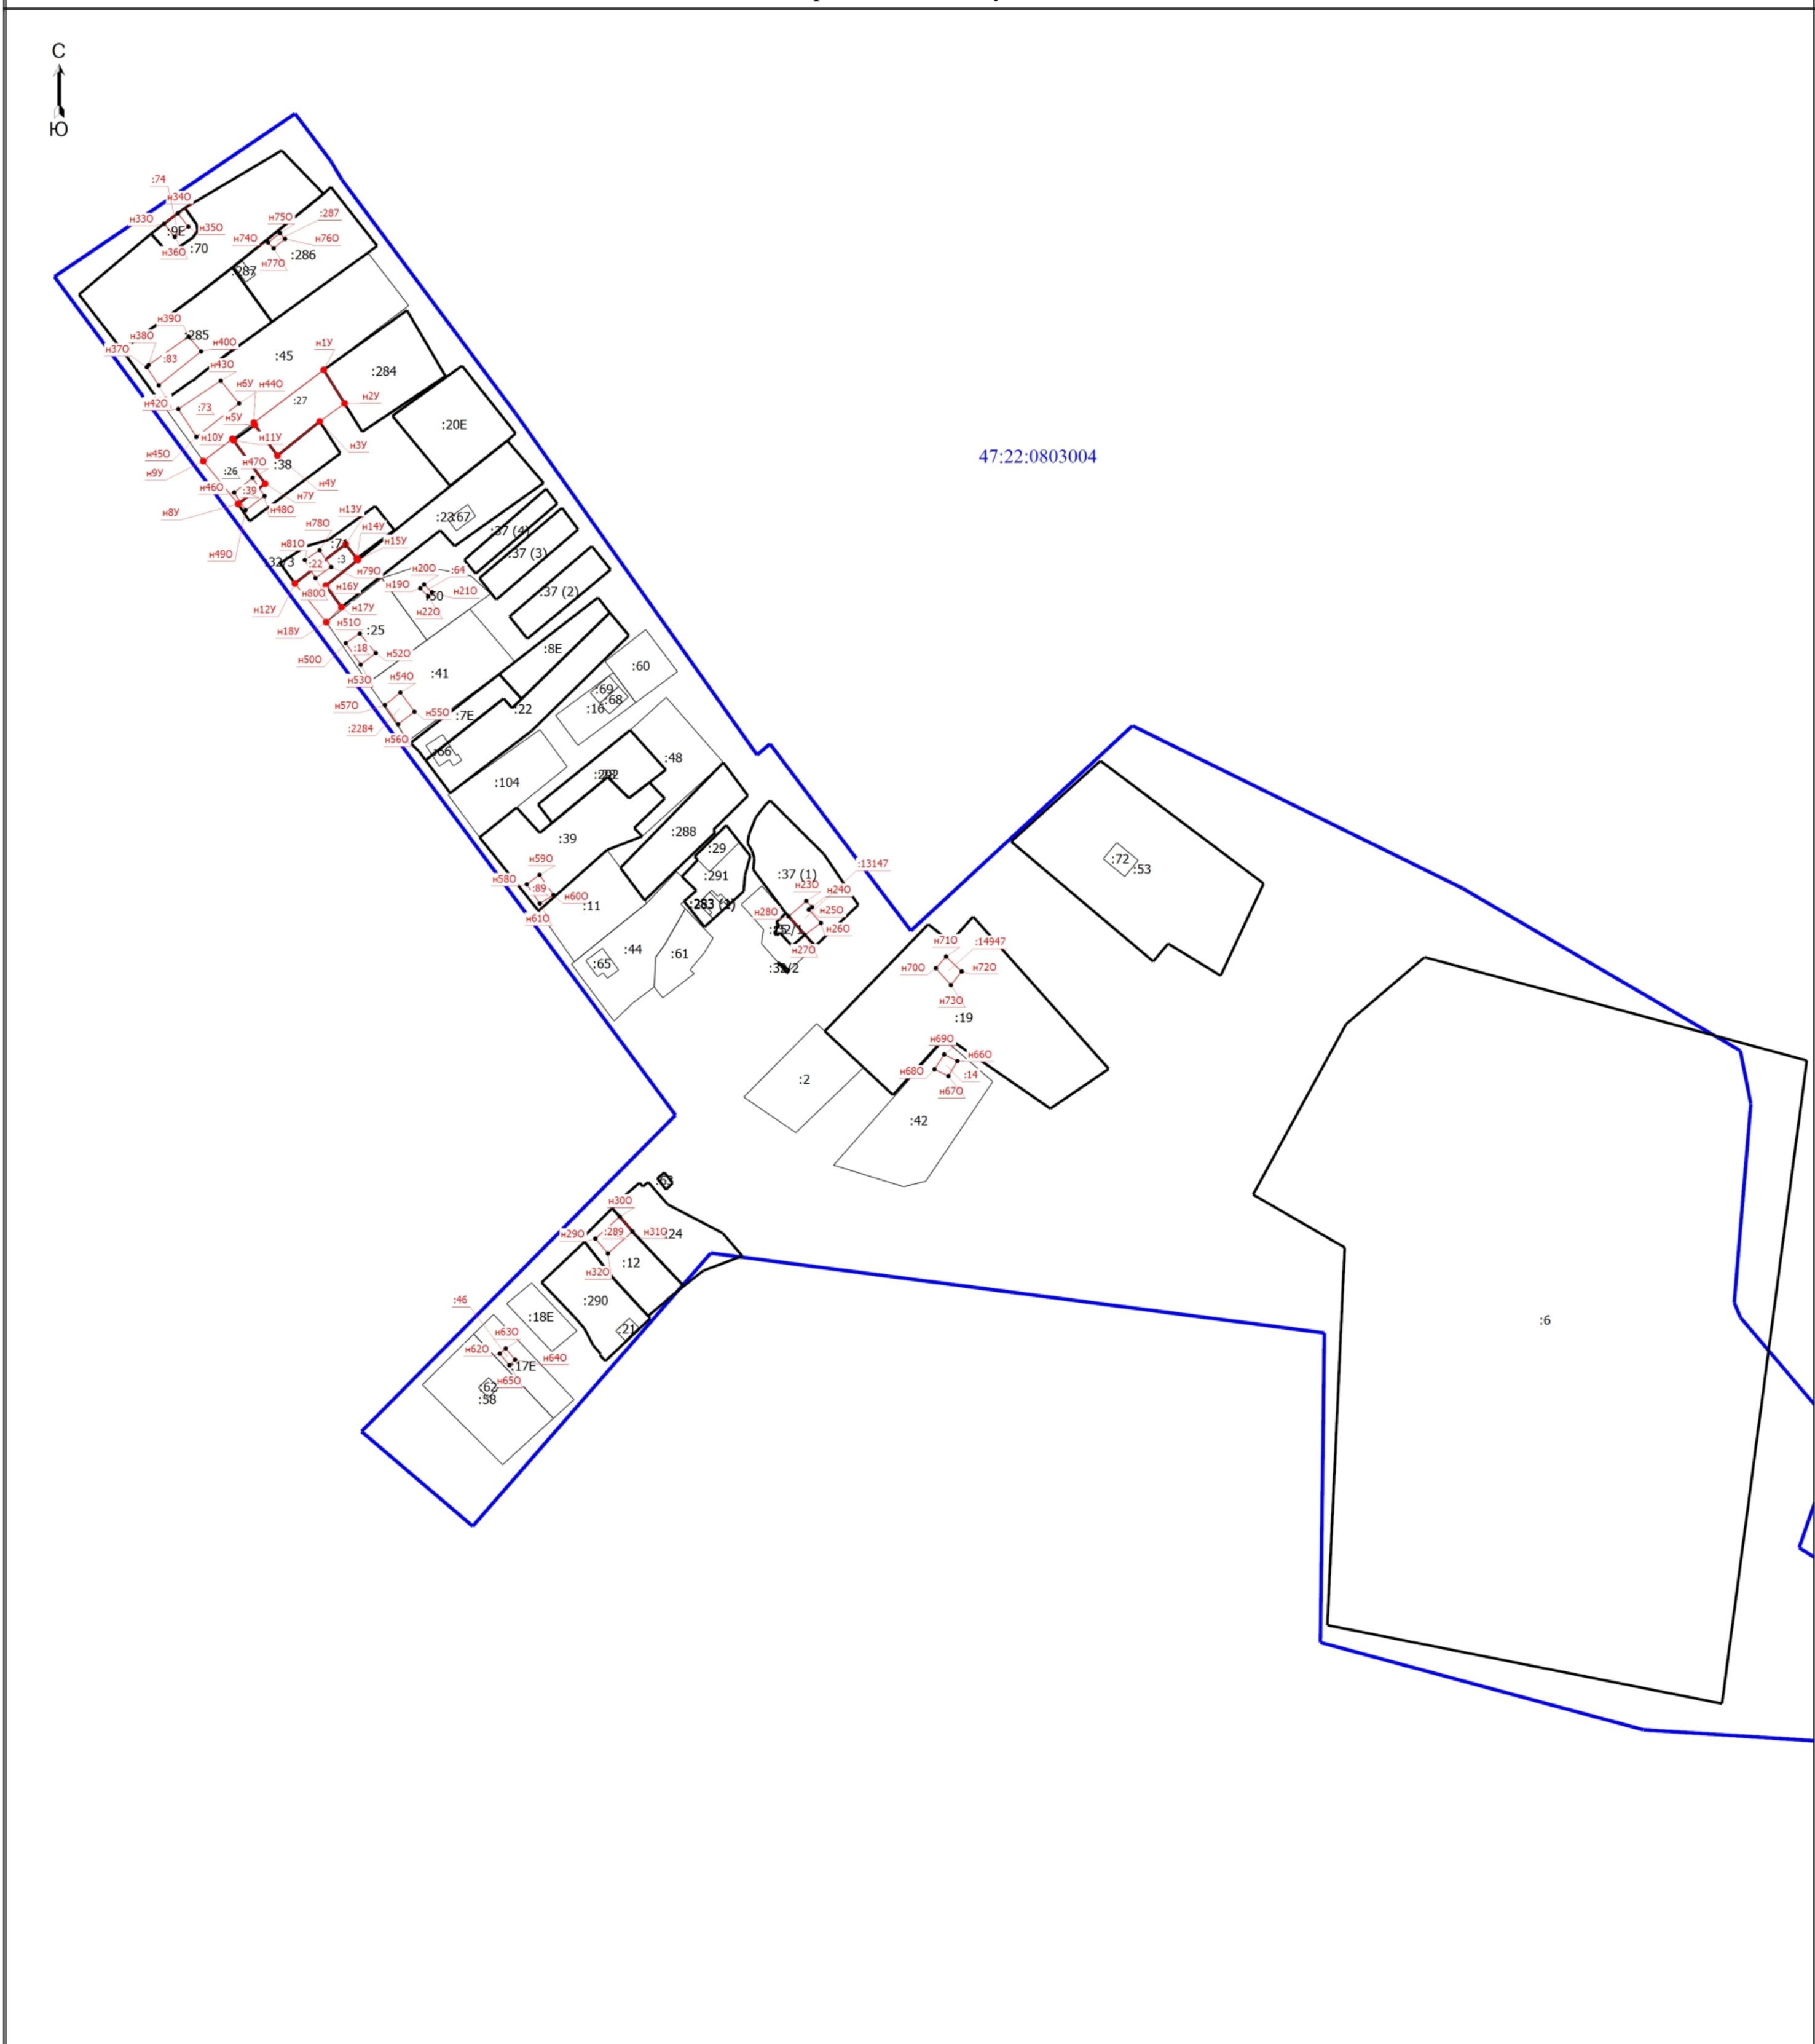 С
Ю
:74
н34О
н33О
:9Е
н35О
н36О
:70
н75О
:287
н74О
н76О
н77О
:286
:287
н39О
н38О
:285
н37О
н40О
:83
:45
н1У
н43О
н6У
н44О
:284
н42О
:73
:27
н2У
н5У
:20Е
н10У
н11У
н3У
н45О
н9У
н47О
:38
:26
н4У
н46О
:39
н7У
н8У
н48О
н49О
н13У
н78О
н14У
:67
:37 (4)
н81О
н15У
:3
:37 (3)
:32/3
:22
н79О
н20О
:64
н19О
н21О
н80О
н16У
:50
:37 (2)
н12У
н17У
н22О
н18У
н51О
:25
:18
н50О
н52О
:8Е
:60
н53О
н54О
:41
:69
:68
н57О
н55О
:7Е
:22
:16
:2284
н56О
:66
:48
:104
:39
:288
:29
н59О
н58О
:89
н60О
н61О
:11
:291
:37 (1)
:13147
н23О
н24О
:283 (1)
н28О
н25О
н26О
н27О
:44
:61
:65
:32/2
:72
:53
47:22:0803004
н71О
:14947
н70О
н72О
н73О
:19
н69О
н66О
н68О
:14
н67О
:2
:42
н30О
н29О
:289
н31О
:24
н32О
:12
:290
:46
:18Е
:21
н63О
н62О
н64О
:17Е
н65О
:62
:58
:6